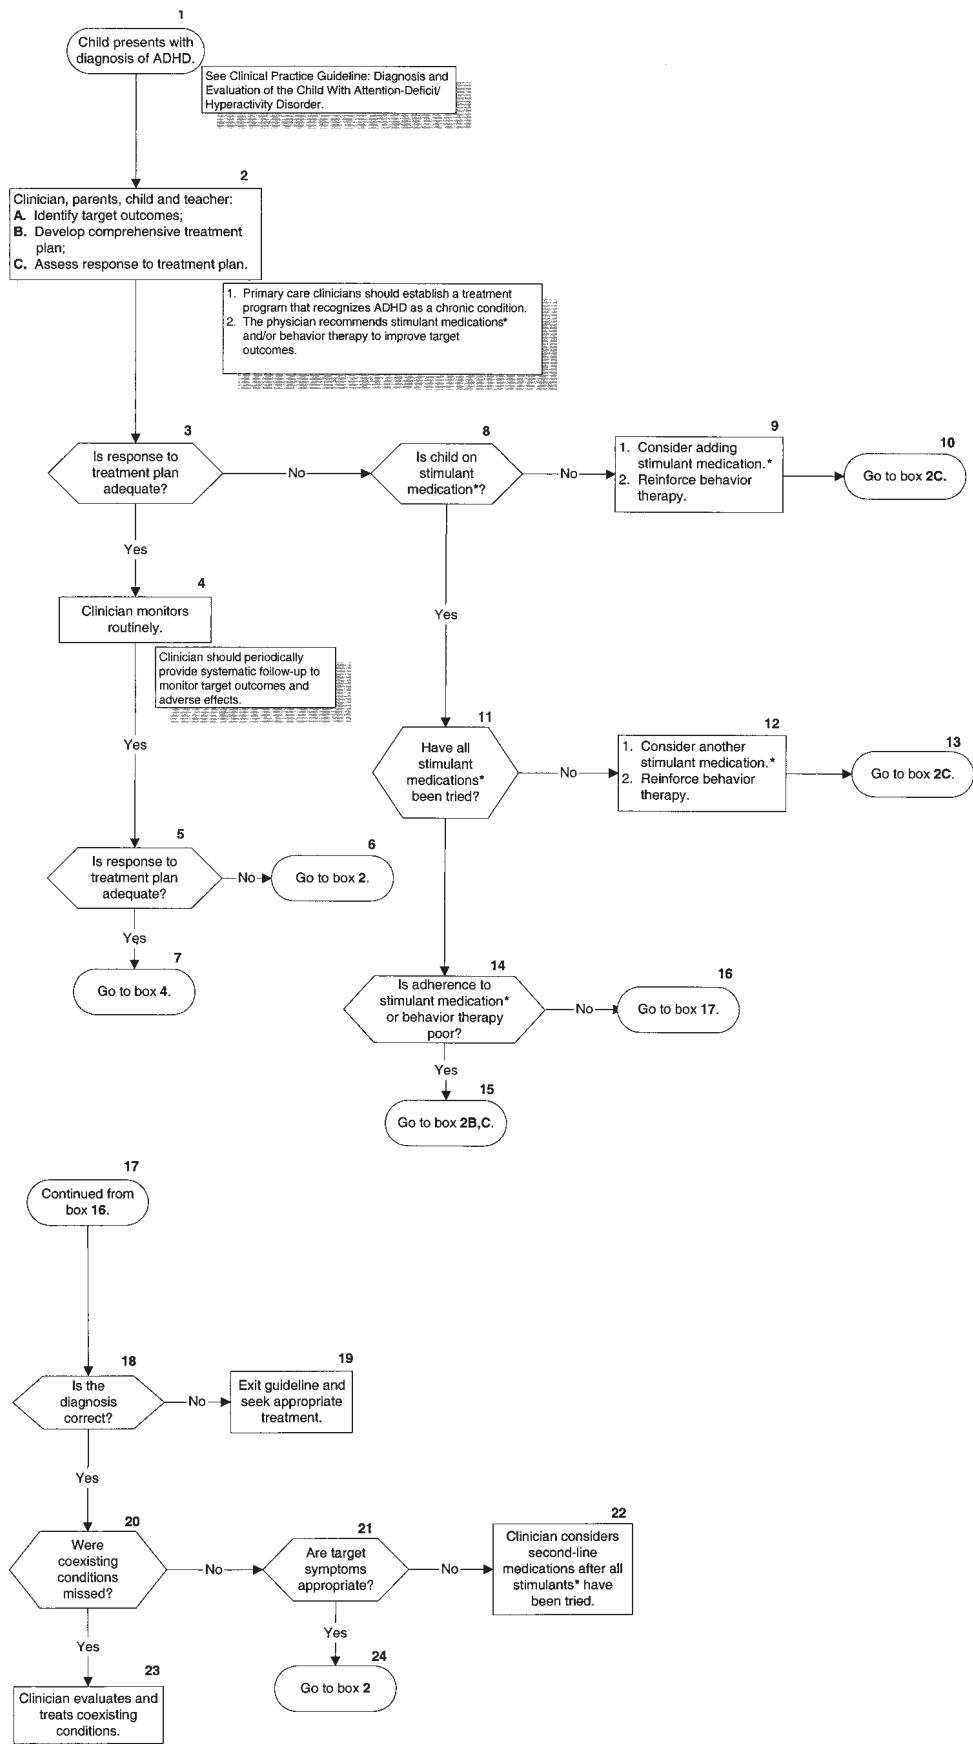 1
Child presents with
diagnosis of ADHD.
See Clinical Practice Guideline: Diagnosis and
Evaluation of the Child With Attention-Deficit/
Hyperactivity Disorder.
2
Clinician, parents, child and teacher:
A. Identify target outcomes;
B. Develop comprehensive treatment
plan;
C. Assess response to treatment plan.
1. Primary care clinicians should establish a treatment
program that recognizes ADHD as a chronic condition.
2. The physician recommends stimulant medications*
and/or behavior therapy to improve target
outcomes.
3
Is response to
treatment plan
adequate?
No
8
Is child on
stimulant
medication*?
No
9
1. Consider adding
stimulant medication.*
2. Reinforce behavior
therapy.
10
Go to box 2C.
Yes
4
Clinician monitors
routinely.
Clinician should periodically
provide systematic follow-up to
monitor target outcomes and
adverse effects.
Yes
Yes
11
Have all
stimulant
medications*
been tried?
No
12
1. Consider another
stimulant medication.*
2. Reinforce behavior
therapy.
13
Go to box 2C.
5
Is response to
treatment plan
adequate?
No
6
Go to box 2.
Yes
7
Go to box 4.
Yes
14
Is adherence to
stimulant medication*
or behavior therapy
poor?
No
16
Go to box 17.
Yes
15
Go to box 2B,C.
17
Continued from
box 16.
18
Is the
diagnosis
correct?
No
19
Exit guideline and
seek appropriate
treatment.
Yes
20
Were
coexisting
conditions
missed?
No
21
Are target
symptoms
appropriate?
No
22
Clinician considers
second-line
medications after all
stimulants* have
been tried.
Yes
23
Clinician evaluates and
treats coexisting
conditions.
Yes
24
Go to box 2